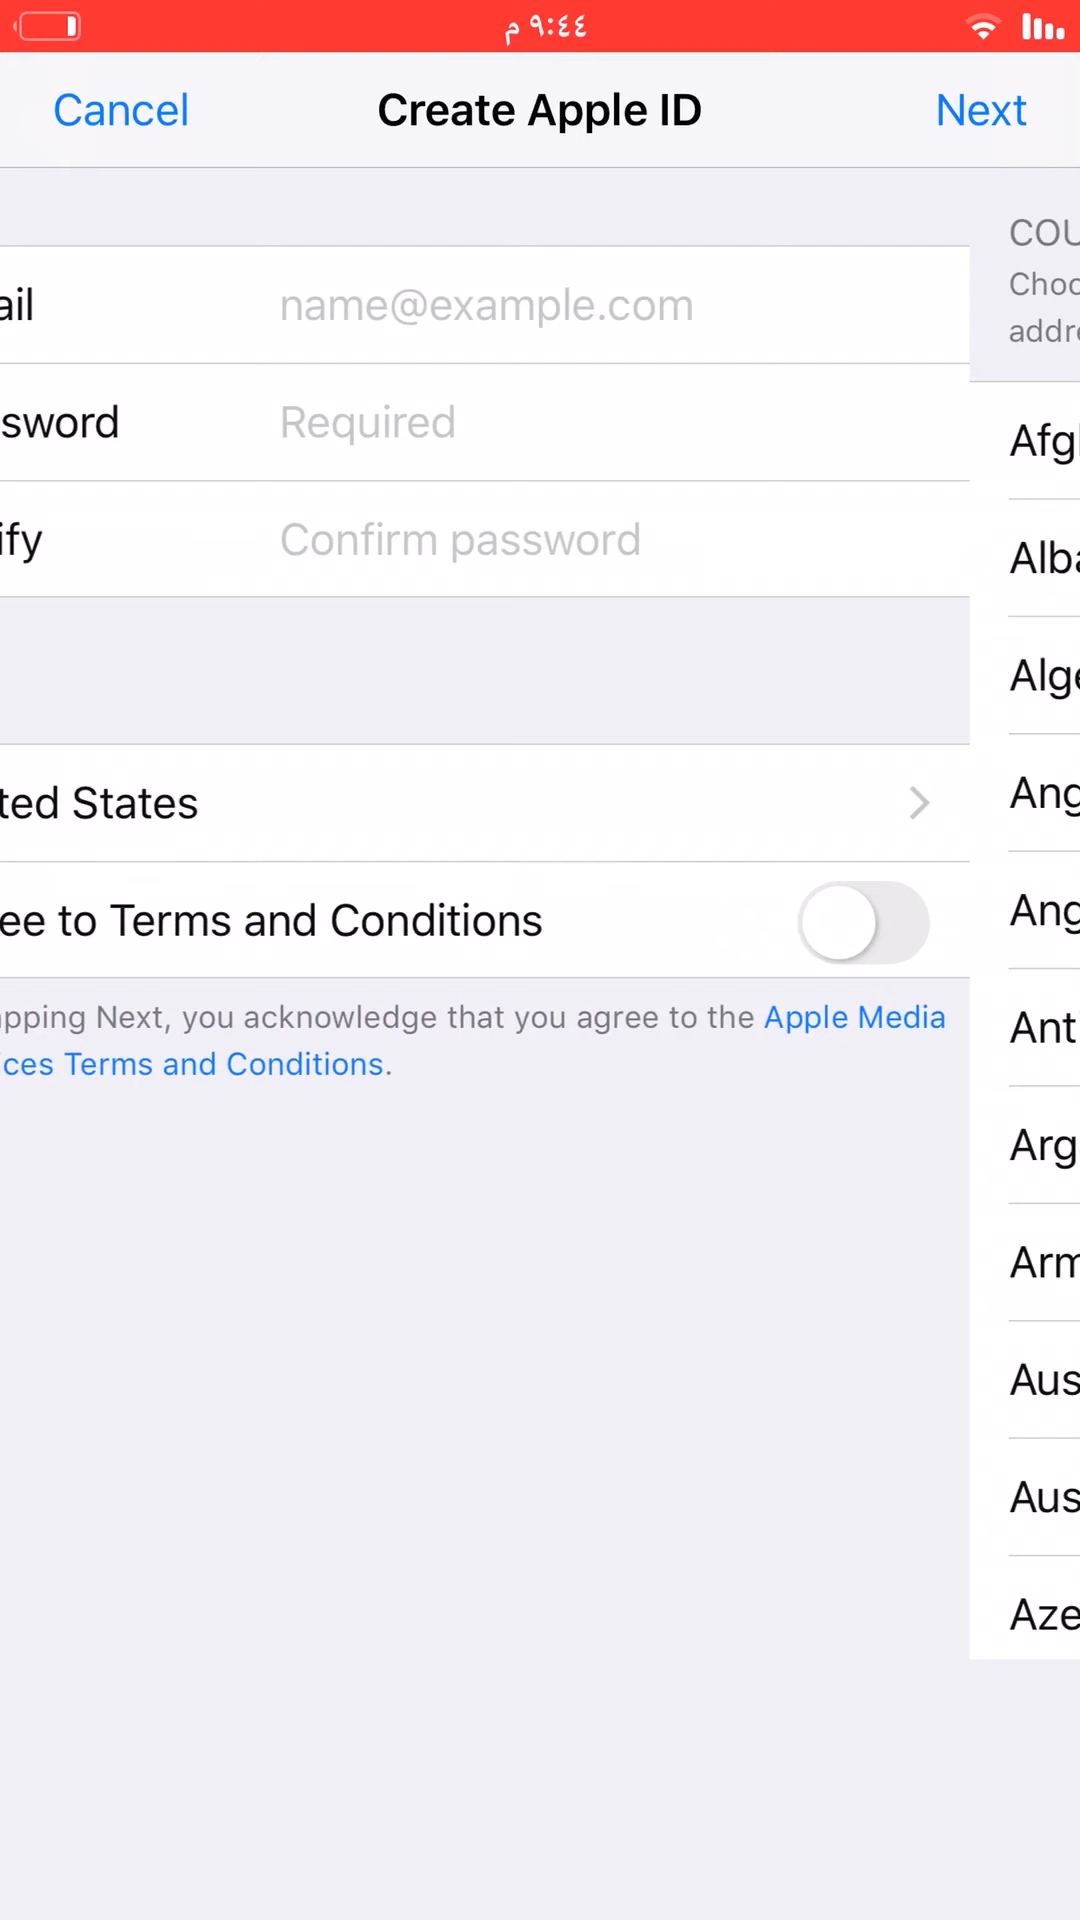 ٩:٤٤ م
Cancel
Create Apple ID
Next
ail
name@example.com
sword
Required
ify
Confirm password
ted States
ee to Terms and Conditions
pping Next, you acknowledge that you agree to the Apple Media
ices Terms and Conditions.
COU
Choo
addre
Afgh
Alba
Alge
Ang
Ang
Ant
Arg
Arm
Aus
Aus
Aze